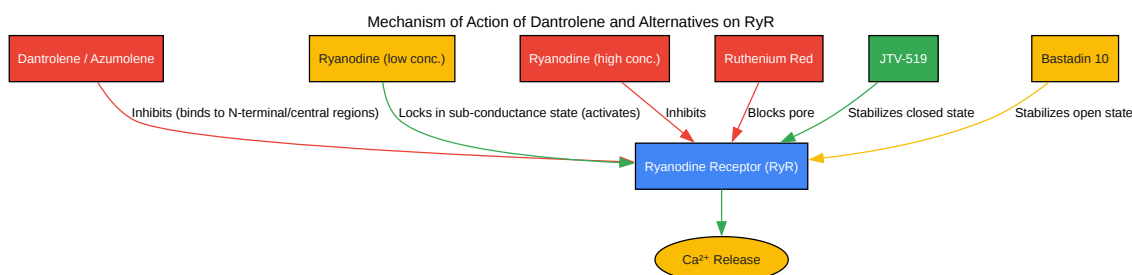 Mechanism of Action of Dantrolene and Alternatives on RyR
Dantrolene / Azumolene
Ryanodine (low conc.)
Ryanodine (high conc.)
Ruthenium Red
JTV-519
Bastadin 10
Inhibits (binds to N-terminal/central regions)
Locks in sub-conductance state (activates)
Inhibits
Blocks pore
Stabilizes closed state
Stabilizes open state
Ryanodine Receptor (RyR)
Ca²⁺ Release